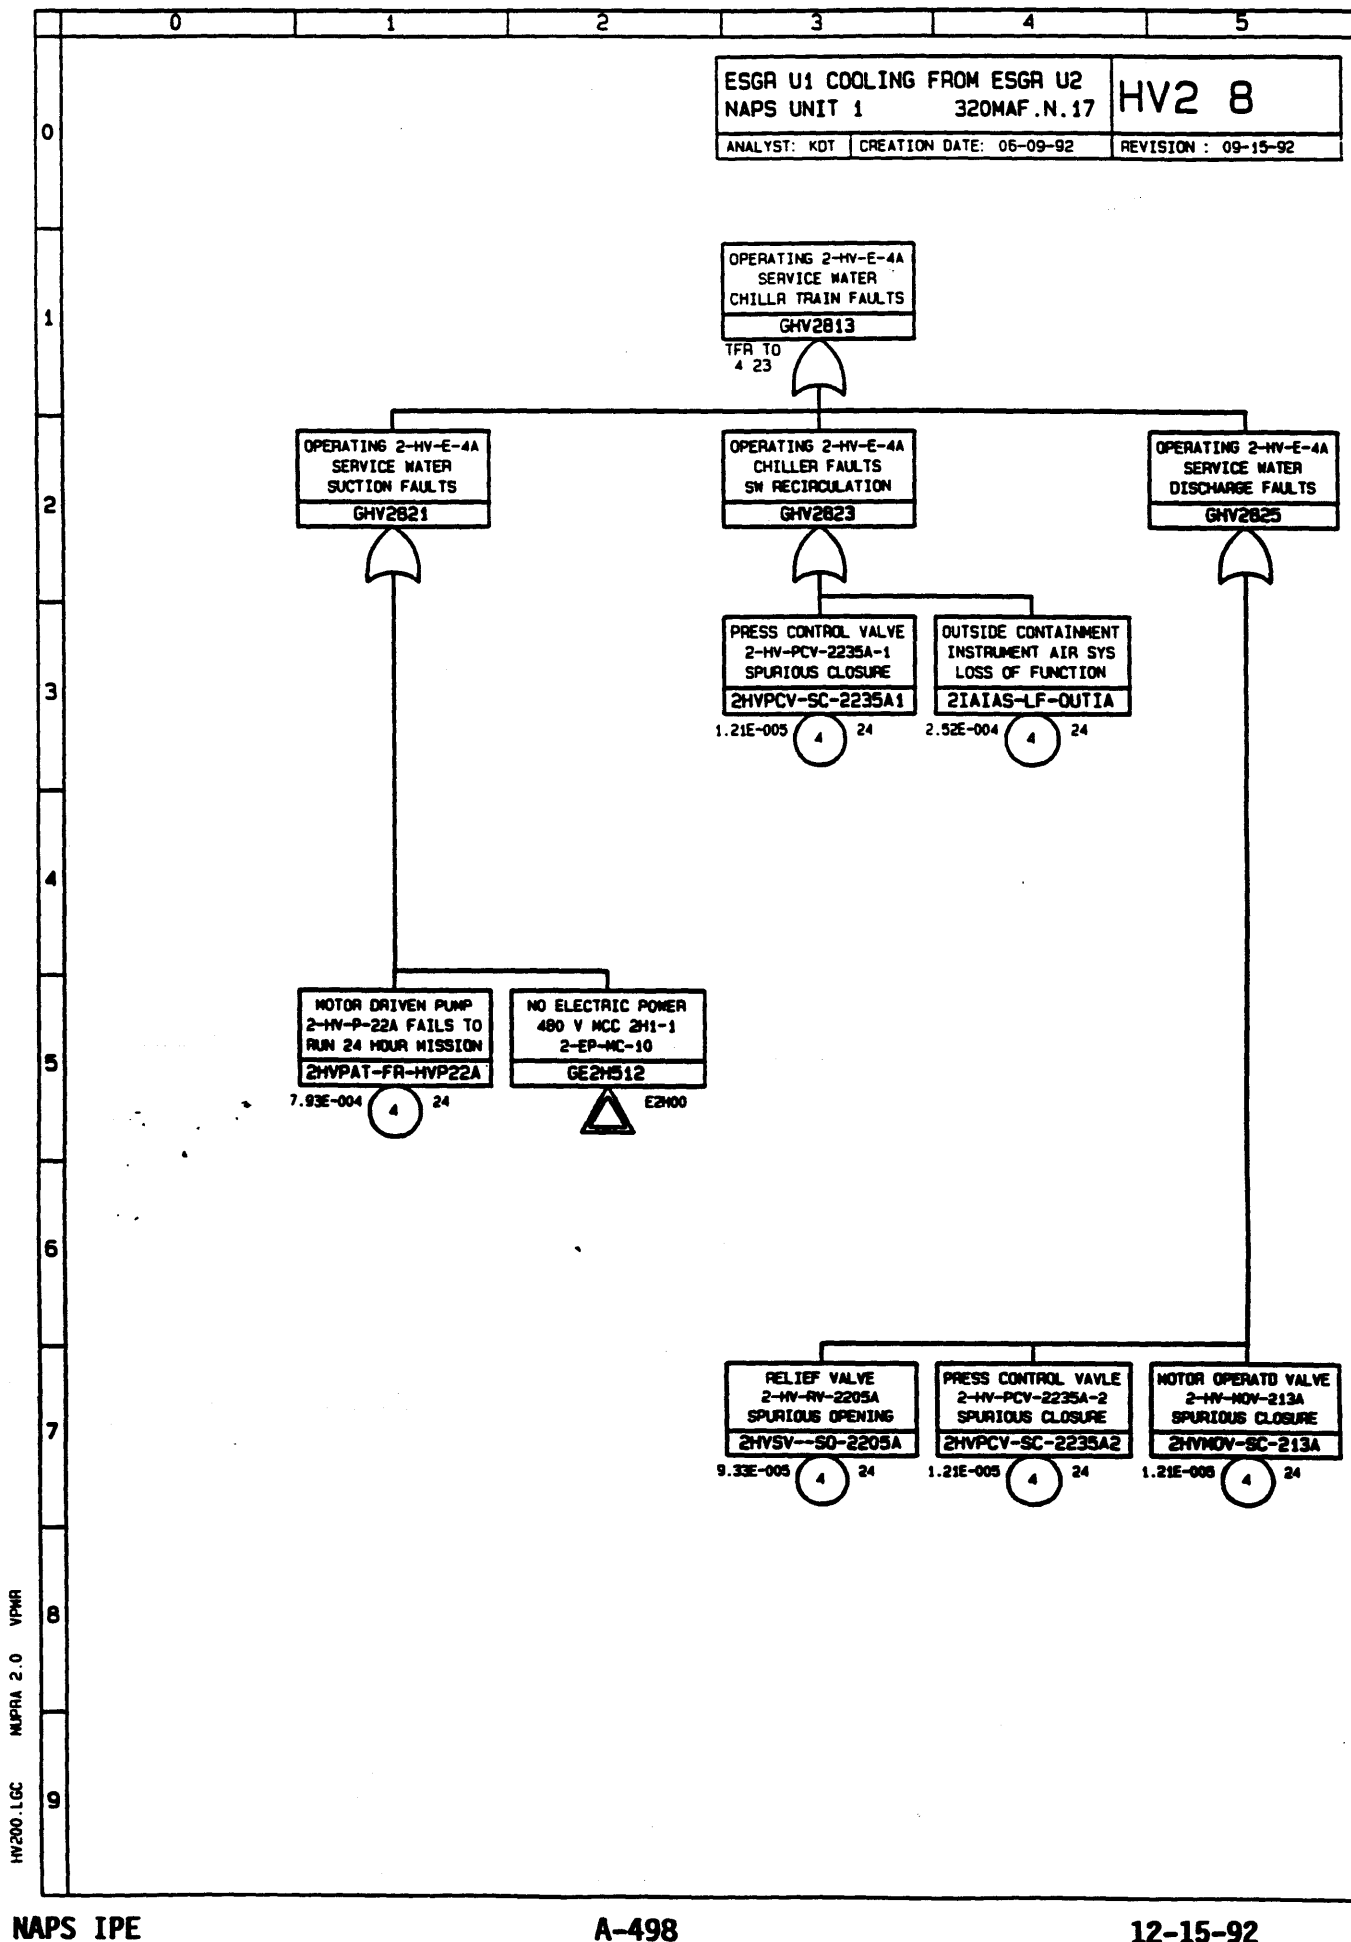 0 1 2 3 4 5
ESGR U1 COOLING FROM ESGR U2
NAPS UNIT 1 320MAF.N.17
HV2 8
ANALYST: KDT CREATION DATE: 06-09-92 REVISION : 09-15-92
0
1
2
3
4
5
6
7
8
9
OPERATING 2-HV-E-4A
SERVICE WATER
CHILLR TRAIN FAULTS
GHV2813
TFR TO
4 23
OPERATING 2-HV-E-4A
SERVICE WATER
SUCTION FAULTS
GHV2821
OPERATING 2-HV-E-4A
CHILLER FAULTS
SW RECIRCULATION
GHV2823
OPERATING 2-HV-E-4A
SERVICE WATER
DISCHARGE FAULTS
GHV2825
PRESS CONTROL VALVE
2-HV-PCV-2235A-1
SPURIOUS CLOSURE
2HVPCV-SC-2235A1
1.21E-005 4 24
OUTSIDE CONTAINMENT
INSTRUMENT AIR SYS
LOSS OF FUNCTION
2IAIAS-LF-OUTIA
2.52E-004 4 24
MOTOR DRIVEN PUMP
2-HV-P-22A FAILS TO
RUN 24 HOUR MISSION
2HVPAT-FR-HVP22A
7.93E-004 4 24
NO ELECTRIC POWER
480 V MCC 2H1-1
2-EP-MC-10
GE2H512
E2H00
RELIEF VALVE
2-HV-RV-2205A
SPURIOUS OPENING
2HVSV--SO-2205A
9.33E-005 4 24
PRESS CONTROL VAVLE
2-HV-PCV-2235A-2
SPURIOUS CLOSURE
2HVPCV-SC-2235A2
1.21E-005 4 24
MOTOR OPERATD VALVE
2-HV-MOV-213A
SPURIOUS CLOSURE
2HVMOV-SC-213A
1.21E-005 4 24
HV200.LGC NUPRA 2.0 VPWR
NAPS IPE A-498 12-15-92